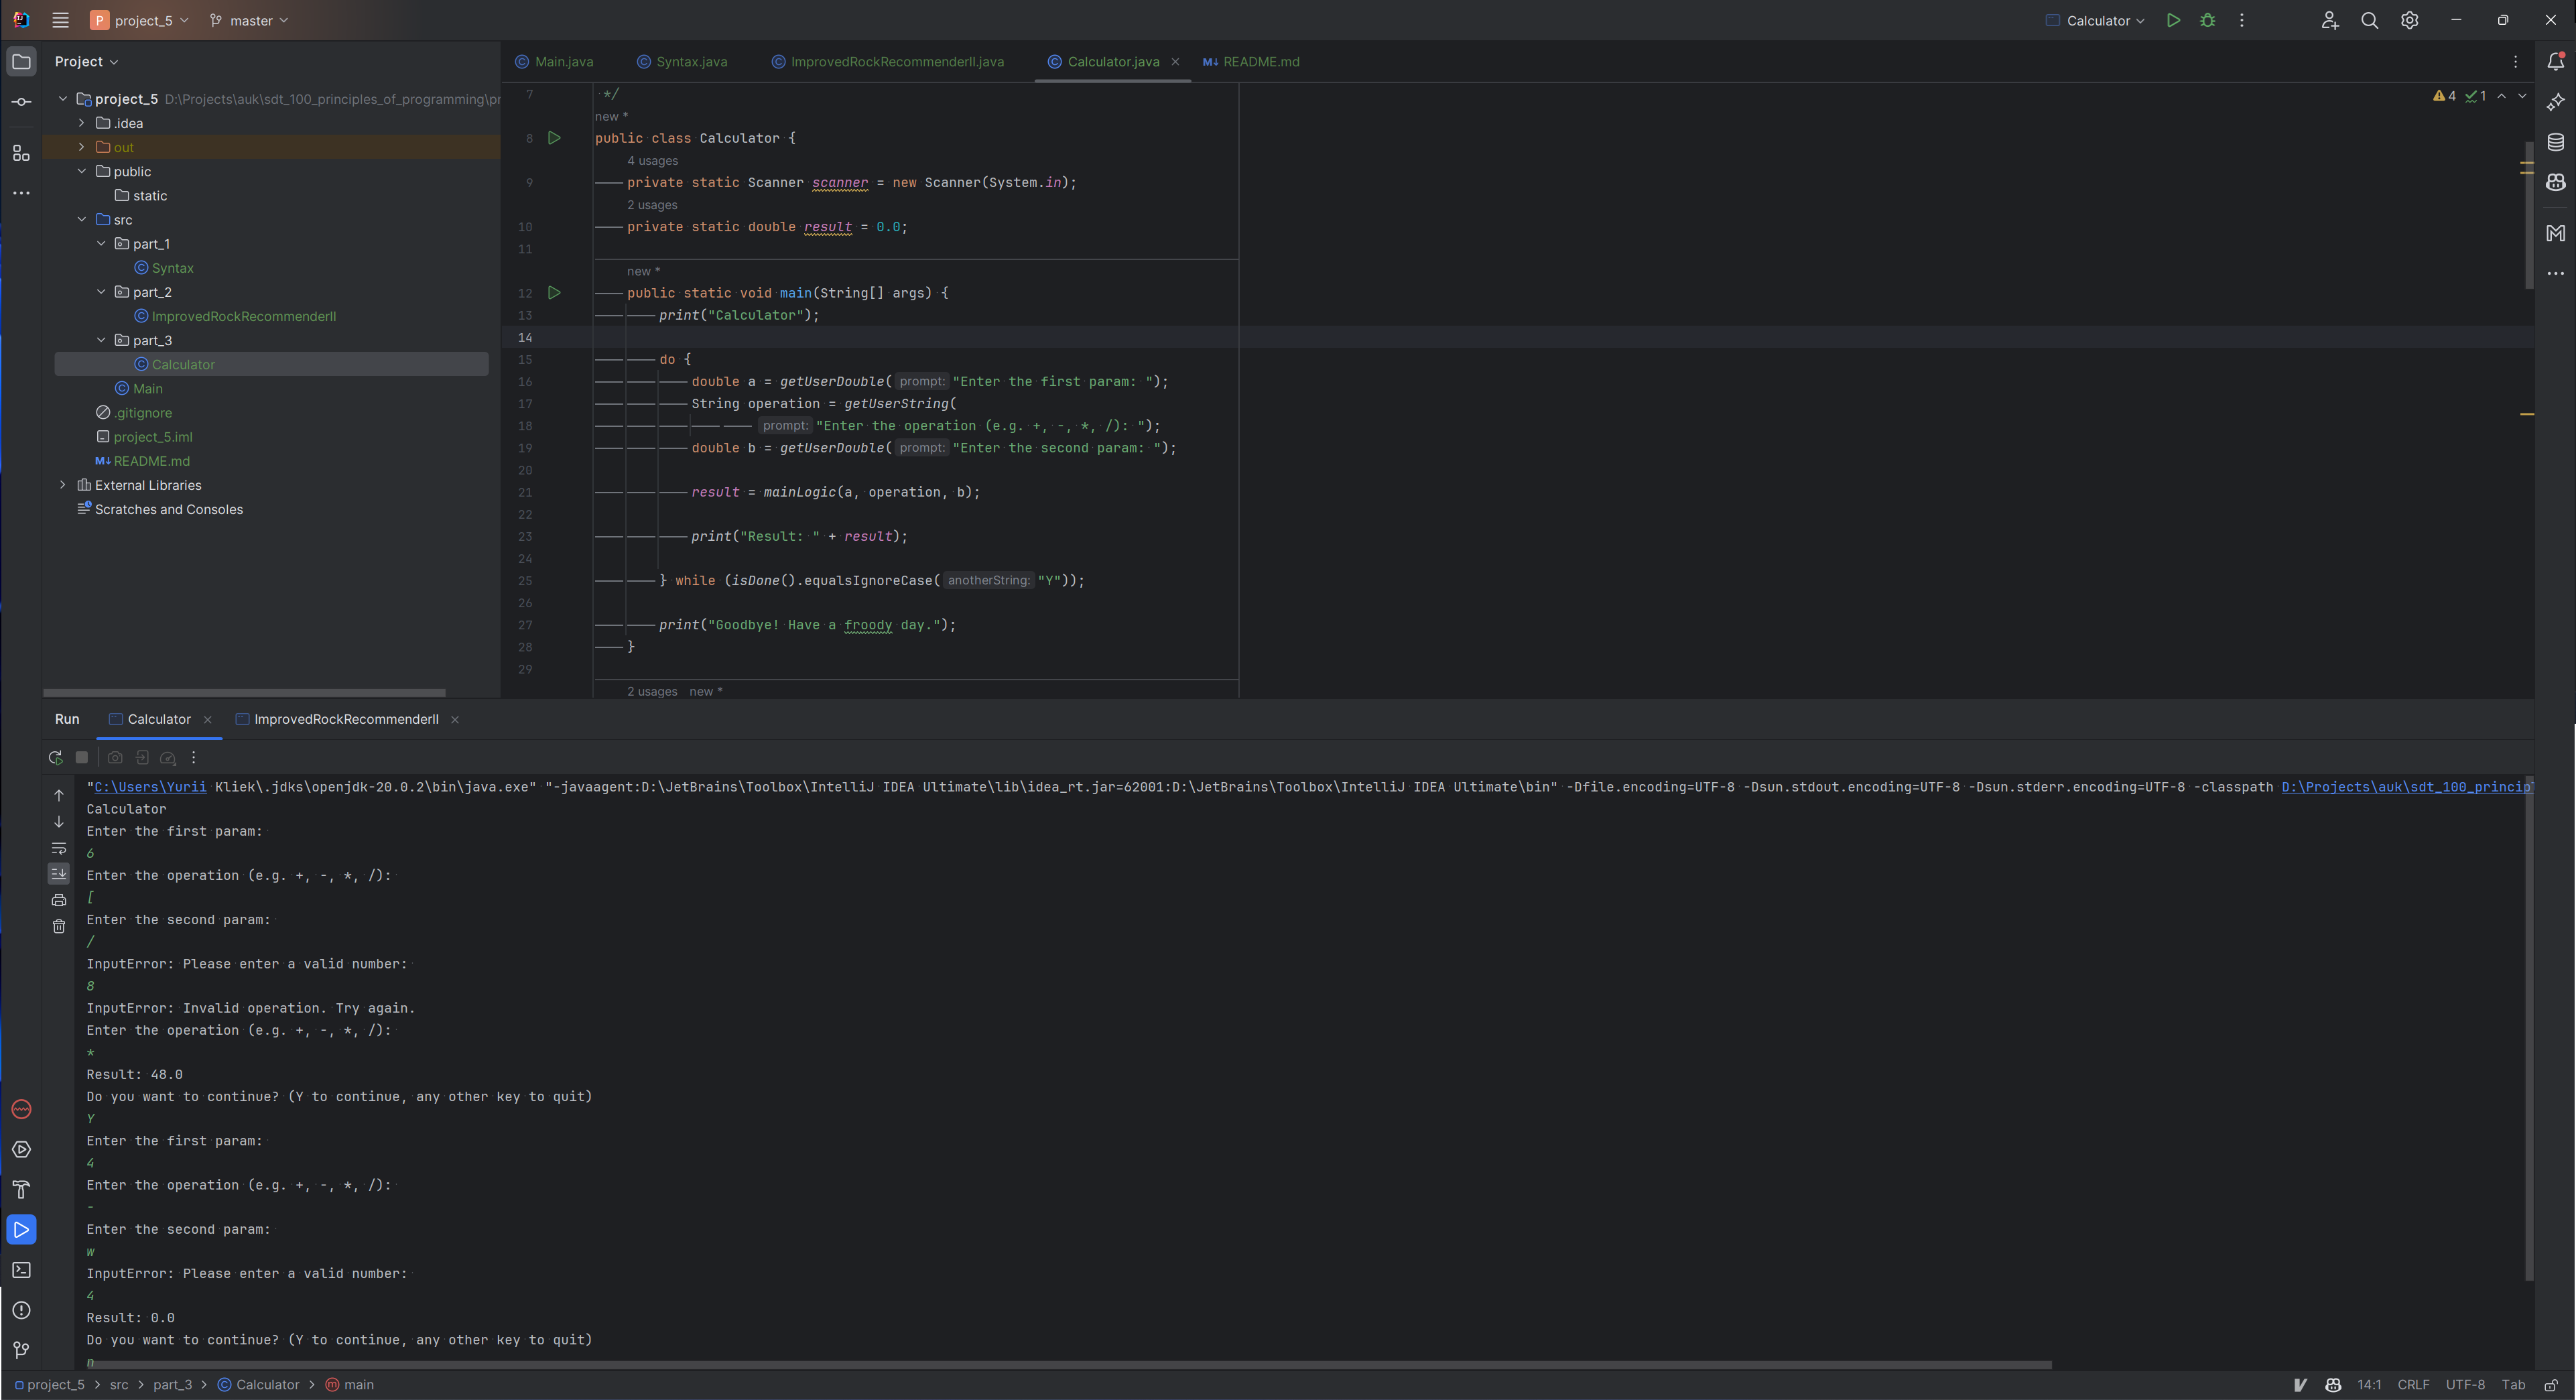 P project_5 master Calculator
Project
Main.java Syntax.java ImprovedRockRecommenderII.java Calculator.java README.md
project_5 D:\Projects\auk\sdt_100_principles_of_programming\pr
.idea
out
public
static
src
part_1
Syntax
part_2
ImprovedRockRecommenderII
part_3
Calculator
Main
.gitignore
project_5.iml
M↓ README.md
External Libraries
Scratches and Consoles
4 1
7 */
new *
8 public class Calculator {
4 usages
9 private static Scanner scanner = new Scanner(System.in);
2 usages
10 private static double result = 0.0;
11
new *
12 public static void main(String[] args) {
13 print("Calculator");
14
15 do {
16 double a = getUserDouble( prompt: "Enter the first param: ");
17 String operation = getUserString(
18 prompt: "Enter the operation (e.g. +, -, *, /): ");
19 double b = getUserDouble( prompt: "Enter the second param: ");
20
21 result = mainLogic(a, operation, b);
22
23 print("Result: " + result);
24
25 } while (isDone().equalsIgnoreCase( anotherString: "Y"));
26
27 print("Goodbye! Have a froody day.");
28 }
29
2 usages new *
Run Calculator ImprovedRockRecommenderII
"C:\Users\Yurii Kliek\.jdks\openjdk-20.0.2\bin\java.exe" "-javaagent:D:\JetBrains\Toolbox\IntelliJ IDEA Ultimate\lib\idea_rt.jar=62001:D:\JetBrains\Toolbox\IntelliJ IDEA Ultimate\bin" -Dfile.encoding=UTF-8 -Dsun.stdout.encoding=UTF-8 -Dsun.stderr.encoding=UTF-8 -classpath D:\Projects\auk\sdt_100_princip
Calculator
Enter the first param:
6
Enter the operation (e.g. +, -, *, /):
[
Enter the second param:
/
InputError: Please enter a valid number:
8
InputError: Invalid operation. Try again.
Enter the operation (e.g. +, -, *, /):
*
Result: 48.0
Do you want to continue? (Y to continue, any other key to quit)
Y
Enter the first param:
4
Enter the operation (e.g. +, -, *, /):
-
Enter the second param:
w
InputError: Please enter a valid number:
4
Result: 0.0
Do you want to continue? (Y to continue, any other key to quit)
n
project_5 > src > part_3 > Calculator > main 14:1 CRLF UTF-8 Tab